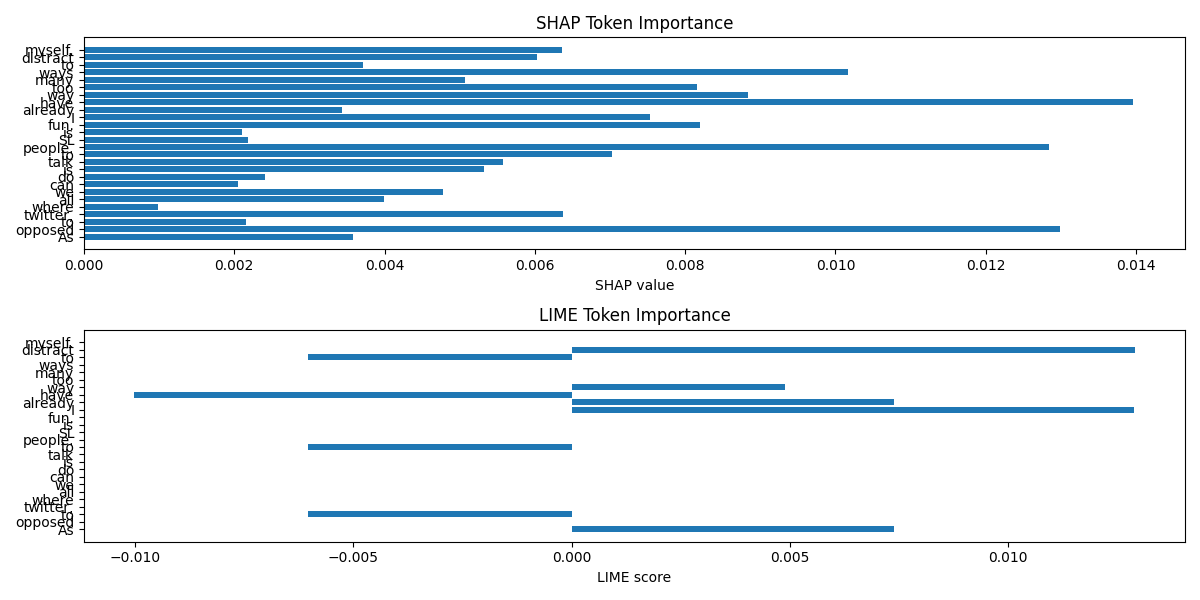 SHAP Token Importance
myself.
distract
to
ways
many
too
way
have
already
I
fun,
is
SL
people.
to
talk
is
do
can
we
all
where
twitter,
to
opposed
As
0.000 0.002 0.004 0.006 0.008 0.010 0.012 0.014
SHAP value
LIME Token Importance
myself.
distract
to
ways
many
too
way
have
already
I
fun,
is
SL
people.
to
talk
is
do
can
we
all
where
twitter,
to
opposed
As
−0.010 −0.005 0.000 0.005 0.010
LIME score